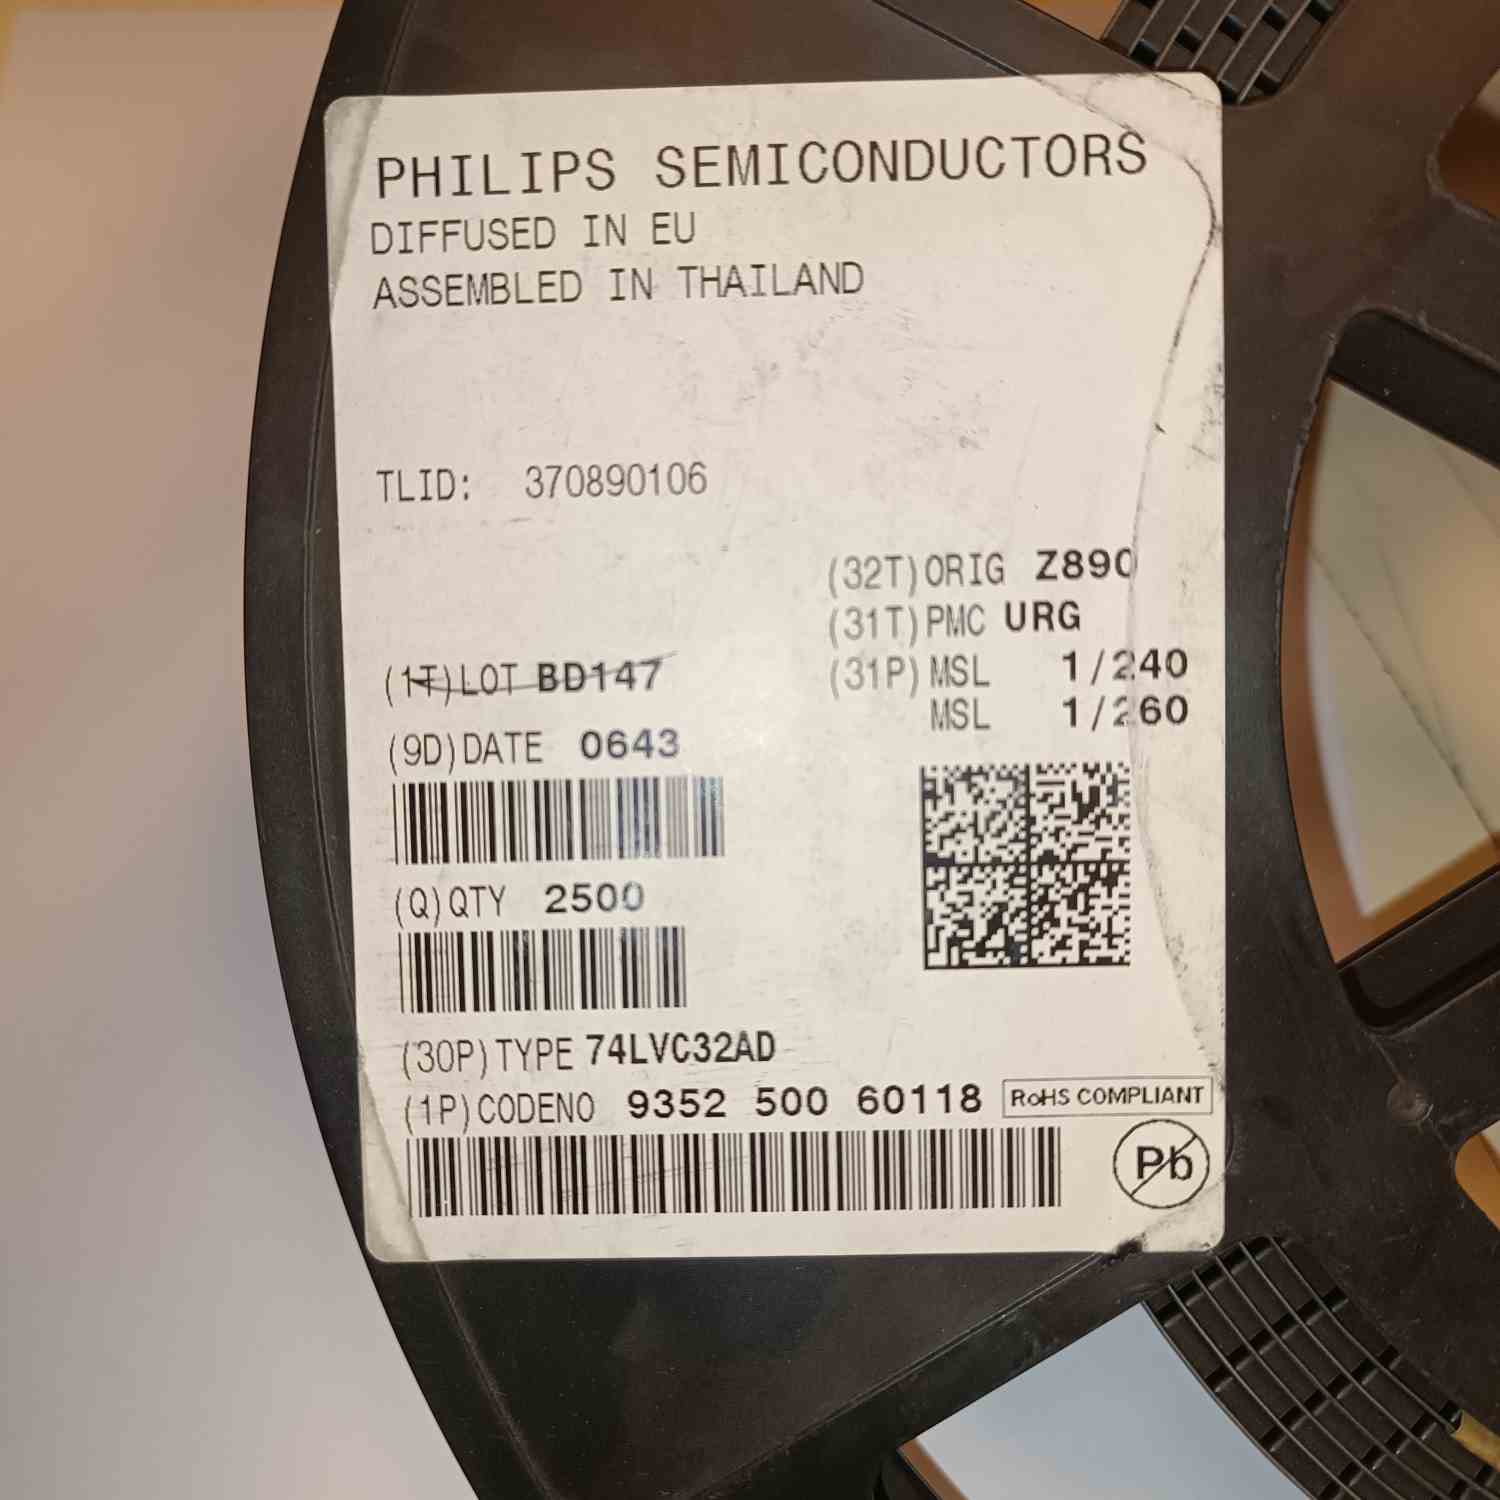 PHILIPS SEMICONDUCTORS
DIFFUSED IN EU
ASSEMBLED IN THAILAND
TLID: 370890106
(32T)ORIG Z890
(31T)PMC URG
(31P)MSL 1/240
MSL 1/260
(1T)LOT BD147
(9D)DATE 0643
(Q)QTY 2500
(30P)TYPE 74LVC32AD
(1P)CODENO 9352 500 60118
RoHS COMPLIANT
Pb